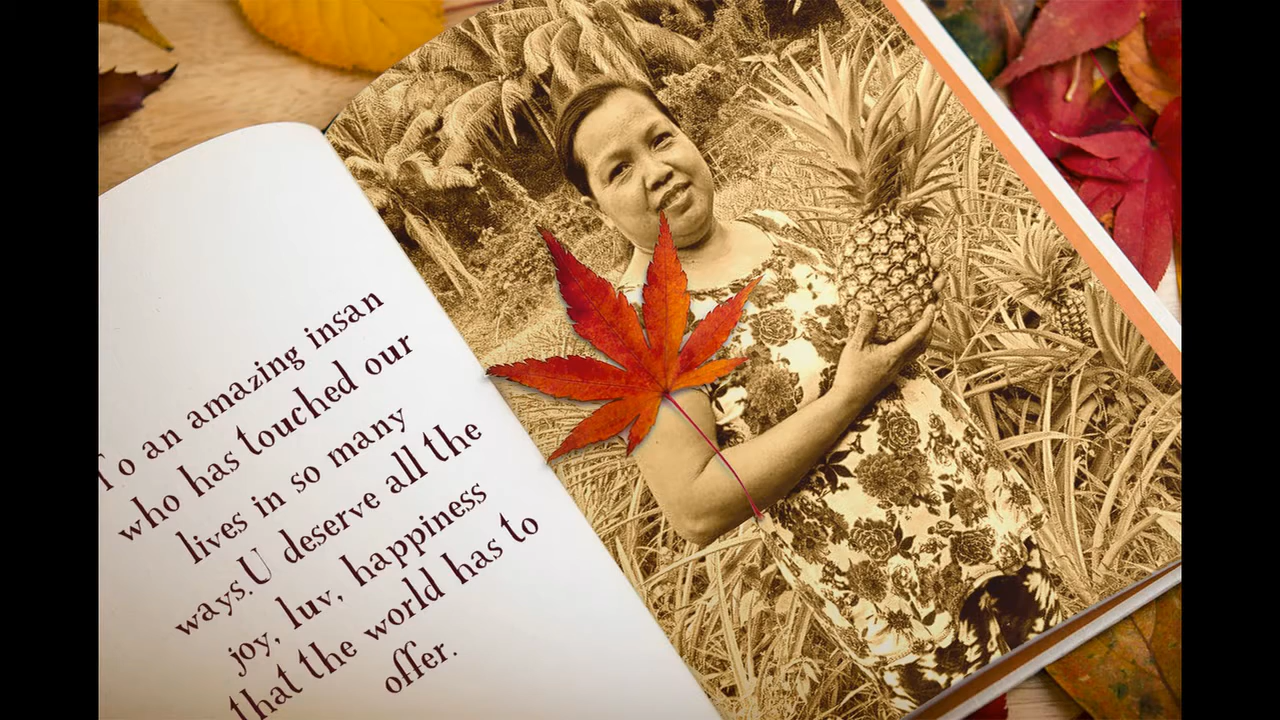 To an amazing insan
who has touched our
lives in so many
ways.U deserve all the
joy, luv, happiness
that the world has to
offer.